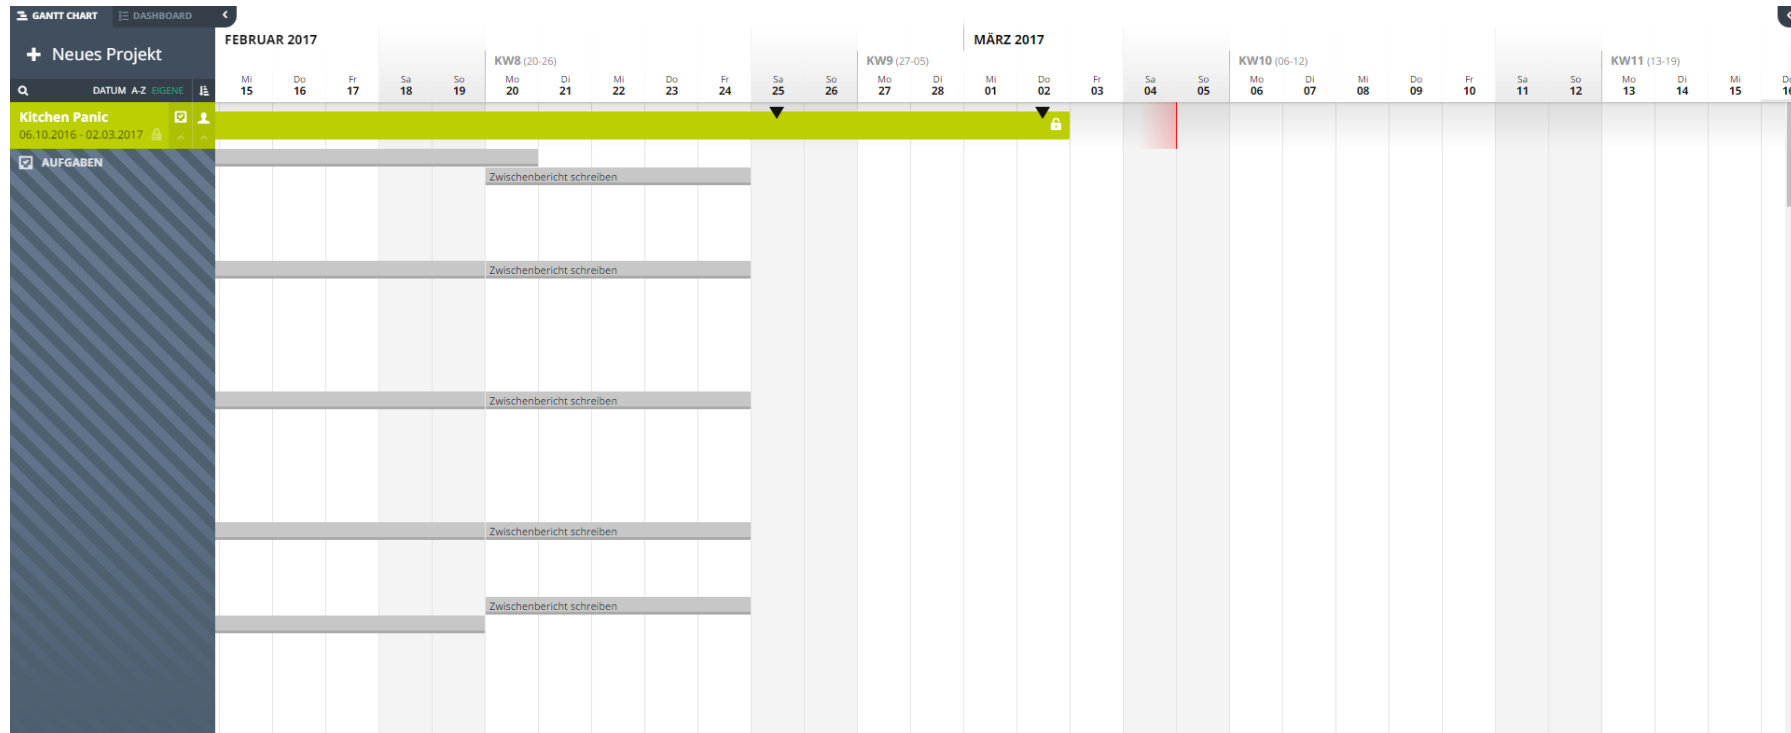 GANTT CHART DASHBOARD
Neues Projekt
DATUM A-Z EIGENE
Kitchen Panic
06.10.2016 - 02.03.2017
AUFGABEN
FEBRUAR 2017 MÄRZ 2017
KW8 (20-26) KW9 (27-05) KW10 (06-12) KW11 (13-19)
Mi Do Fr Sa So Mo Di Mi Do Fr Sa So Mo Di Mi Do Fr Sa So Mo Di Mi Do Fr Sa So Mo Di Mi Do
15 16 17 18 19 20 21 22 23 24 25 26 27 28 01 02 03 04 05 06 07 08 09 10 11 12 13 14 15 16
Zwischenbericht schreiben
Zwischenbericht schreiben
Zwischenbericht schreiben
Zwischenbericht schreiben
Zwischenbericht schreiben